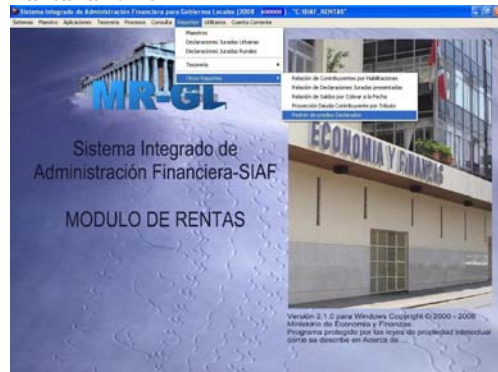 Sistema Integrado de Administración Financiera para Gobiernos Locales (2008 - ) - "C:\SIAF_RENTAS"
Sistemas Maestro Aplicaciones Tesorería Procesos Consulta Reportes Utilitarios Cuenta Corriente
Maestros
Declaraciones Juradas Urbanas
Declaraciones Juradas Rurales
Tesorería
Otros Reportes
Relación de Contribuyentes por Habilitaciones
Relación de Declaraciones Juradas presentadas
Relación de Saldos por Cobrar a la Fecha
Proyección Deuda Contribuyente por Tributo
Padrón de predios Declarados
MR-GL
ECONOMIA Y FINANZAS
Sistema Integrado de
Administración Financiera-SIAF
MODULO DE RENTAS
Versión 2.1.0 para Windows Copyright © 2000 - 2008
Ministerio de Economía y Finanzas
Programa protegido por las leyes de propiedad intelectual
como se describe en Acerca de ...